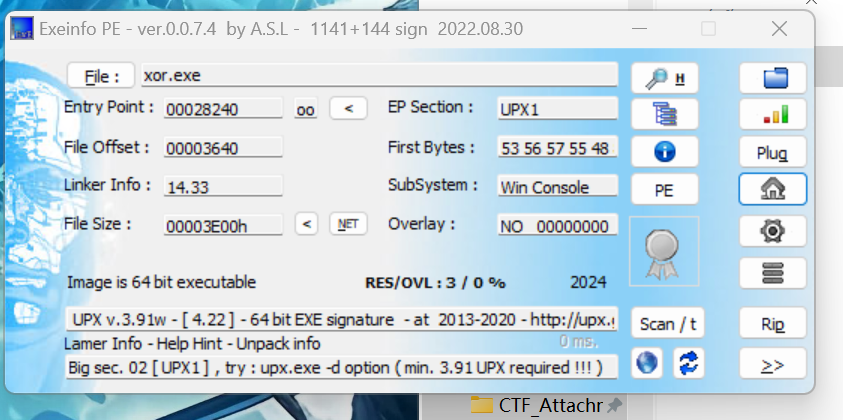 Exeinfo PE - ver.0.0.7.4  by A.S.L -  1141+144 sign  2022.08.30
File :  xor.exe  H
Entry Point :  00028240  oo  <  EP Section :  UPX1
File Offset :  00003640  First Bytes :  53 56 57 55 48  Plug
Linker Info :  14.33  SubSystem :  Win Console  PE
File Size :  00003E00h  <  NET  Overlay :  NO  00000000
Image is 64 bit executable  RES/OVL : 3 / 0 %  2024
UPX v.3.91w - [ 4.22 ] - 64 bit EXE signature  - at  2013-2020 - http://upx.  Scan / t  Rip
Lamer Info - Help Hint - Unpack info  0 ms.
Big sec. 02 [ UPX1 ] , try : upx.exe -d option ( min. 3.91 UPX required !!! )  >>
CTF_Attachr